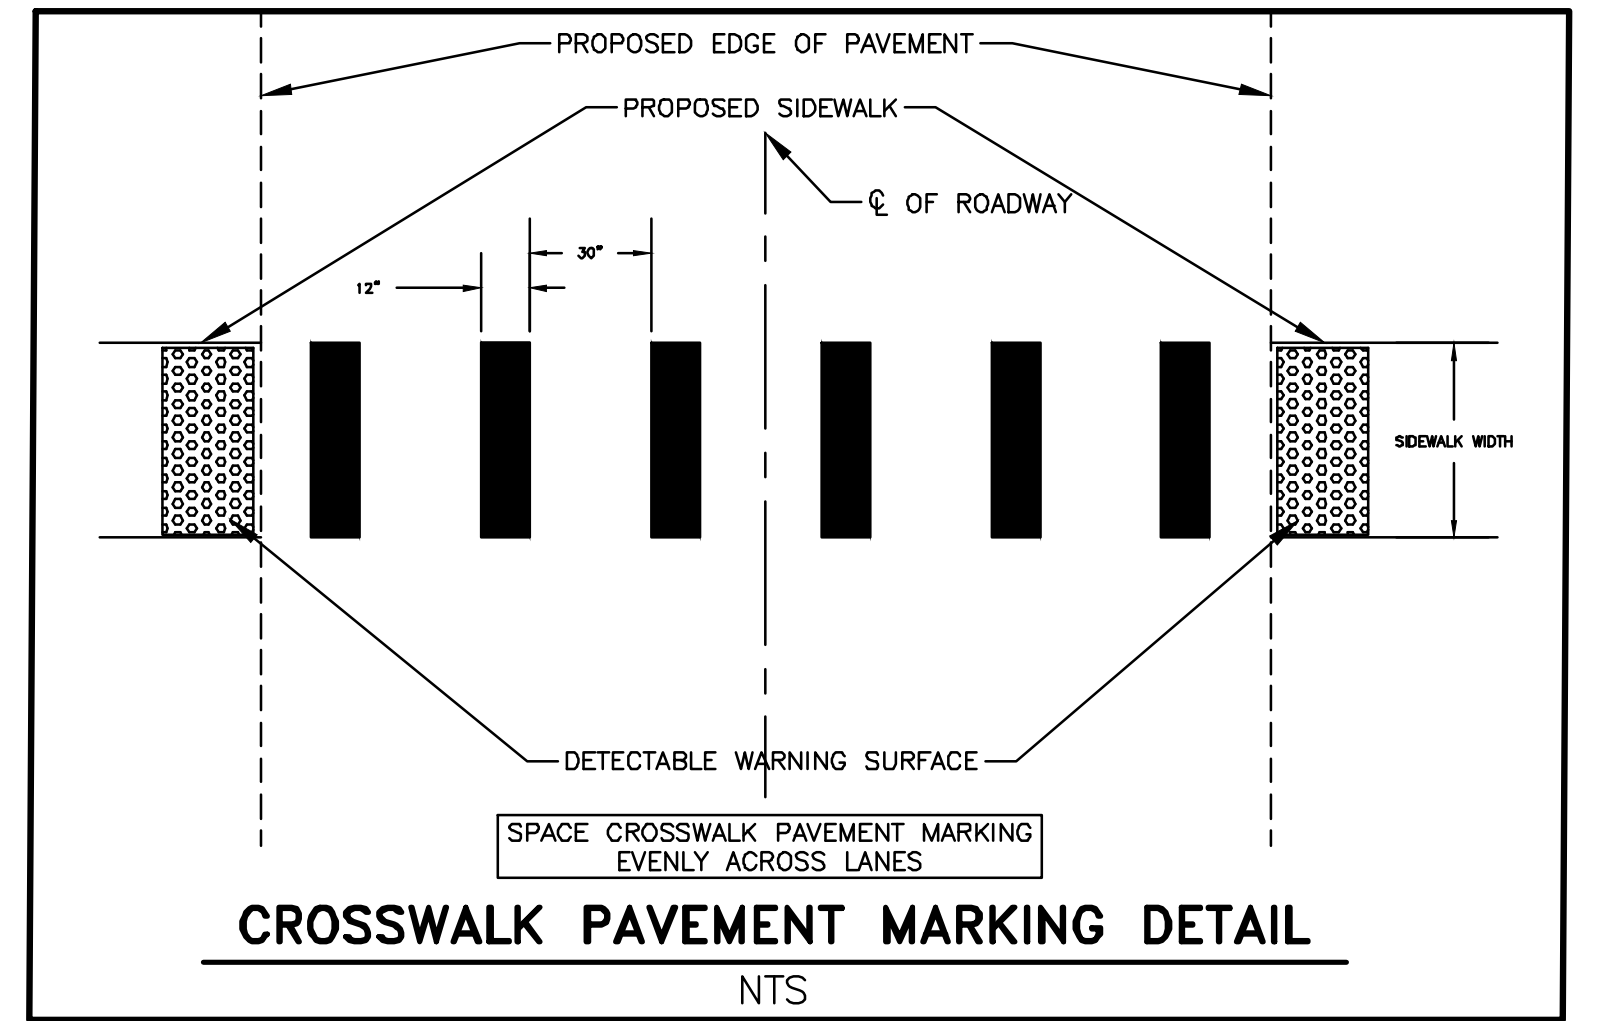 PROPOSED EDGE OF PAVEMENT
PROPOSED SIDEWALK
℄ OF ROADWAY
30"
12"
SIDEWALK WIDTH
DETECTABLE WARNING SURFACE
SPACE CROSSWALK PAVEMENT MARKING
EVENLY ACROSS LANES
CROSSWALK PAVEMENT MARKING DETAIL
NTS